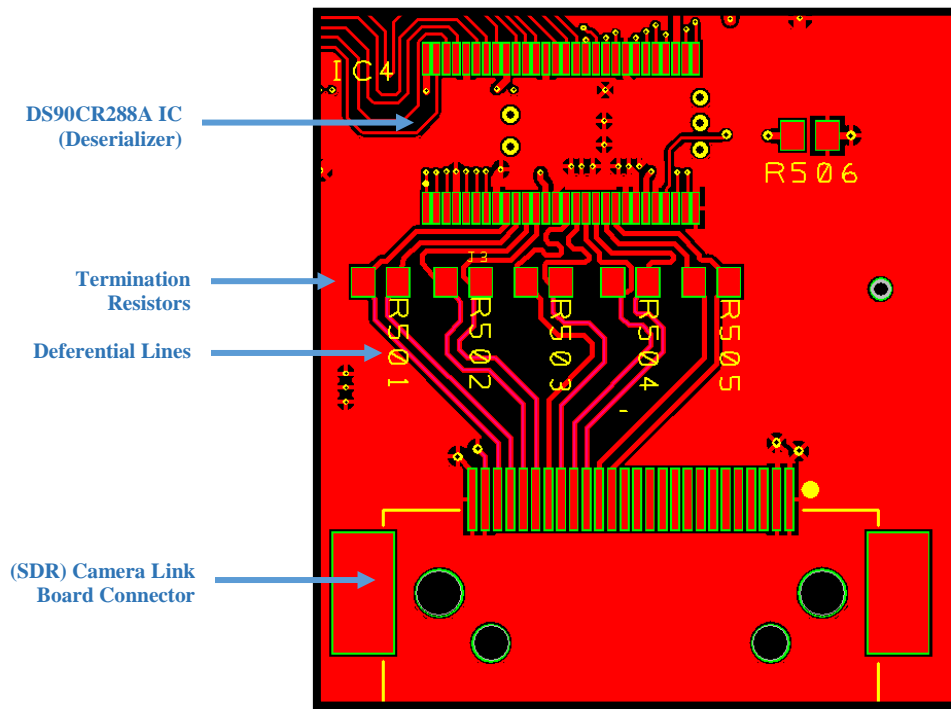 IC4
DS90CR288A IC
(Deserializer)
R506
J3
Termination
Resistors
R501
R502
R503
R504
R505
Deferential Lines
(SDR) Camera Link
Board Connector